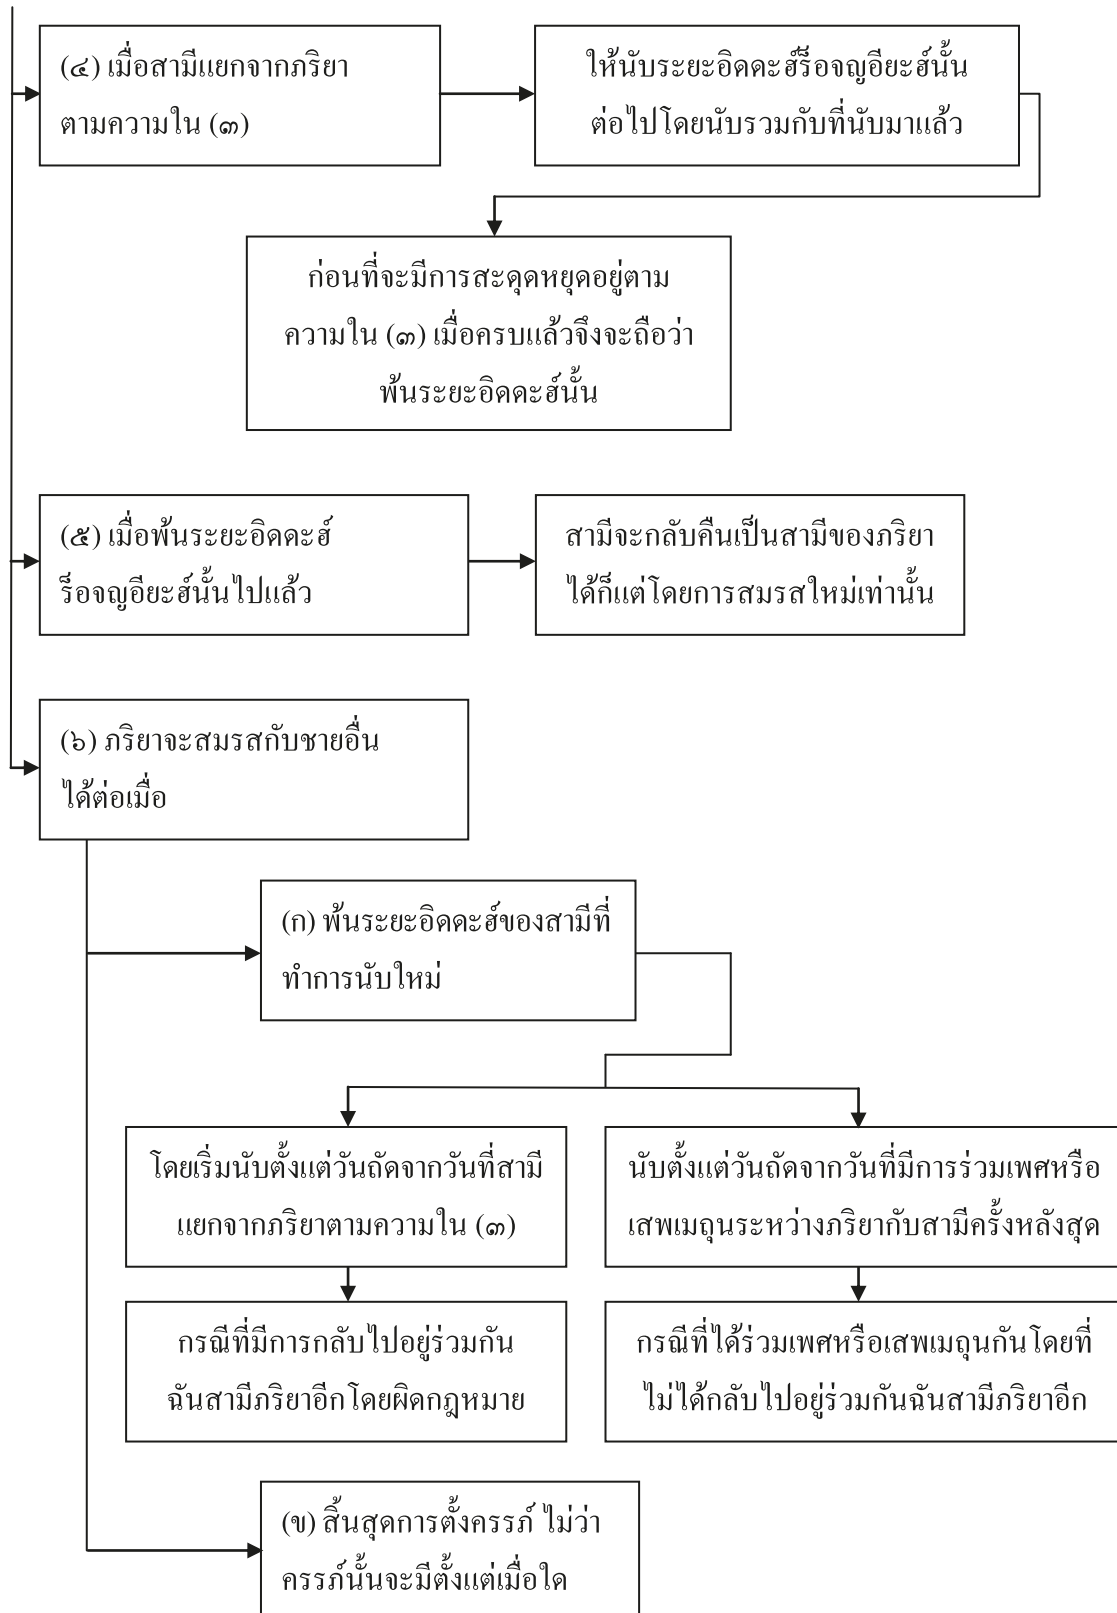 (๔) เมื่อสามีแยกจากภริยา
ตามความใน (๓)
ให้นับระยะอิดดะฮ์ร็อจญอียะฮ์นั้น
ต่อไปโดยนับรวมกับที่นับมาแล้ว
ก่อนที่จะมีการสะดุดหยุดอยู่ตาม
ความใน (๓) เมื่อครบแล้วจึงจะถือว่า
พ้นระยะอิดดะฮ์นั้น
(๕) เมื่อพ้นระยะอิดดะฮ์
ร็อจญอียะฮ์นั้นไปแล้ว
สามีจะกลับคืนเป็นสามีของภริยา
ได้ก็แต่โดยการสมรสใหม่เท่านั้น
(๖) ภริยาจะสมรสกับชายอื่น
ได้ต่อเมื่อ
(ก) พ้นระยะอิดดะฮ์ของสามีที่
ทำการนับใหม่
โดยเริ่มนับตั้งแต่วันถัดจากวันที่สามี
แยกจากภริยาตามความใน (๓)
นับตั้งแต่วันถัดจากวันที่มีการร่วมเพศหรือ
เสพเมถุนระหว่างภริยากับสามีครั้งหลังสุด
กรณีที่มีการกลับไปอยู่ร่วมกัน
ฉันสามีภริยาอีกโดยผิดกฎหมาย
กรณีที่ได้ร่วมเพศหรือเสพเมถุนกันโดยที่
ไม่ได้กลับไปอยู่ร่วมกันฉันสามีภริยาอีก
(ข) สิ้นสุดการตั้งครรภ์ ไม่ว่า
ครรภ์นั้นจะมีตั้งแต่เมื่อใด